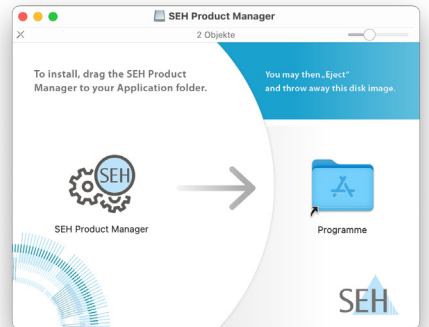 SEH Product Manager
2 Objekte
To install, drag the SEH Product
Manager to your Application folder.
You may then „Eject“
and throw away this disk image.
SEH
SEH Product Manager
Programme
SEH